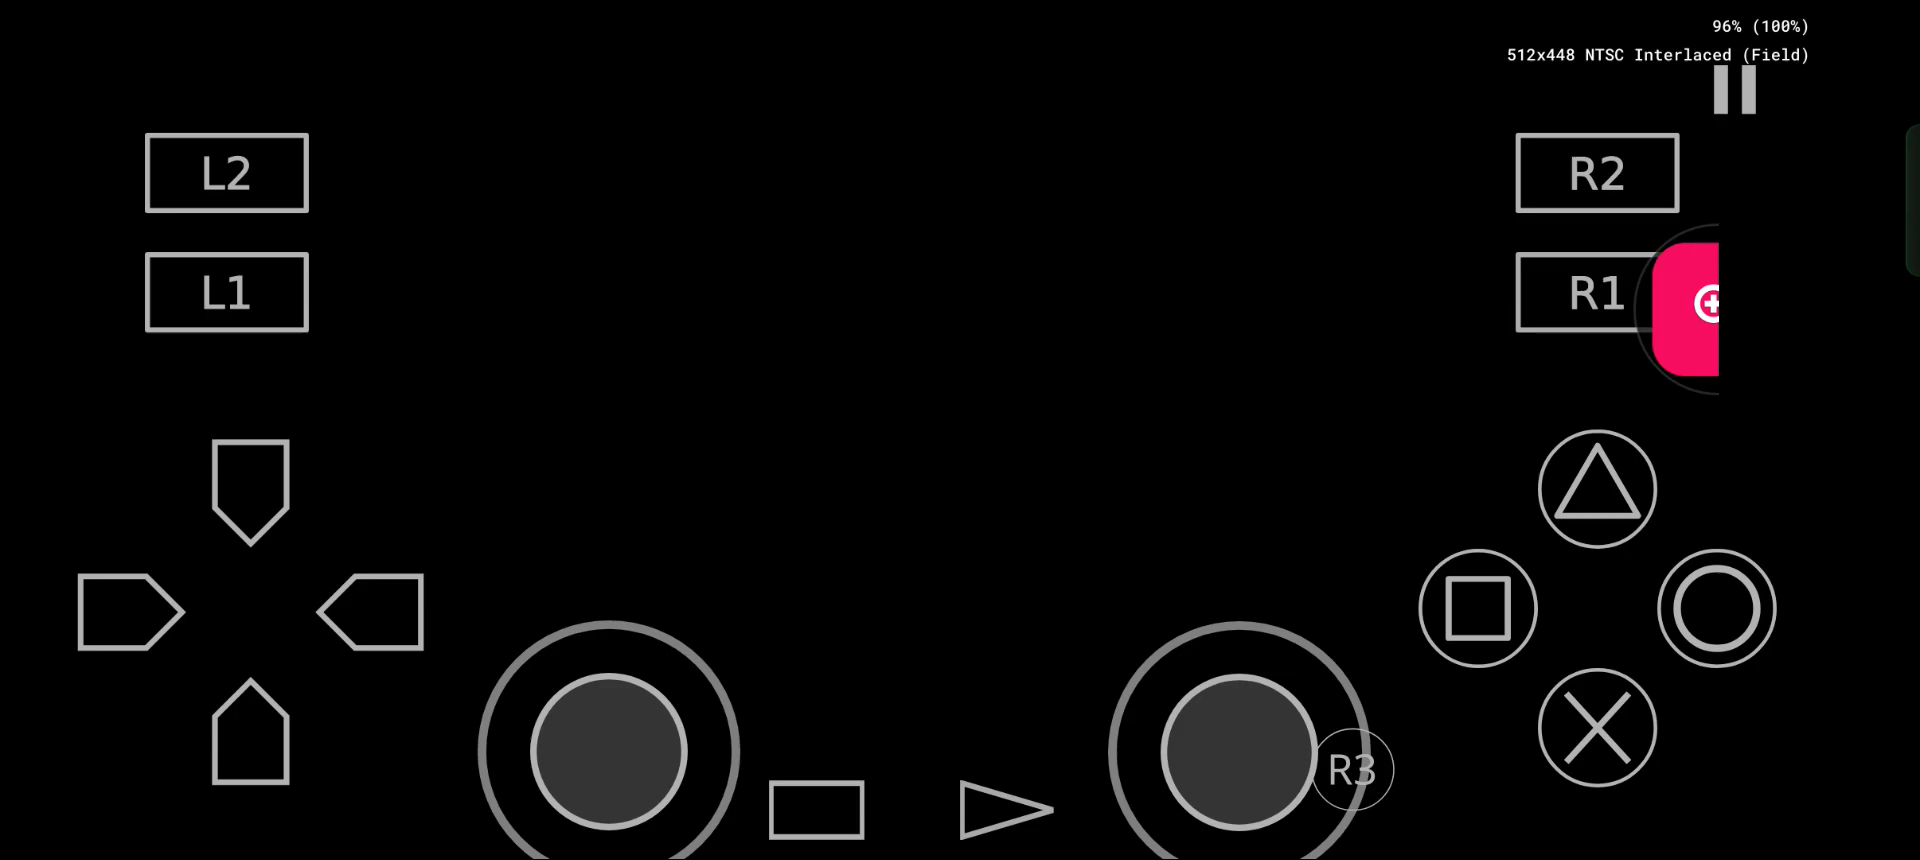 96% (100%)
512x448 NTSC Interlaced (Field)
L2
R2
L1
R1
R3